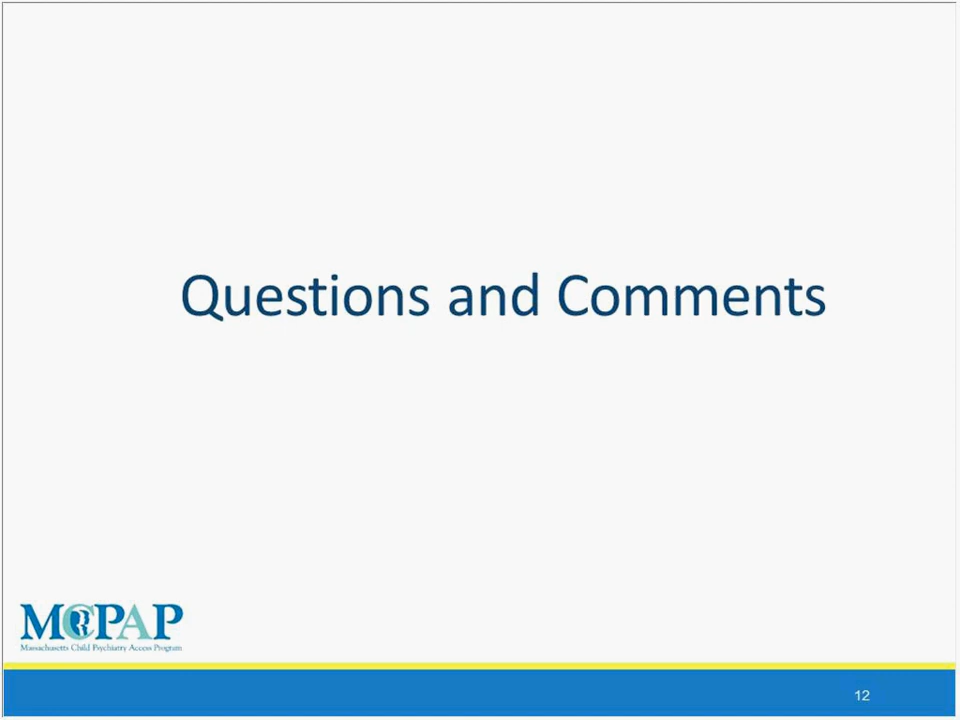 Questions and Comments
MCPAP
Massachusetts Child Psychiatry Access Program
12